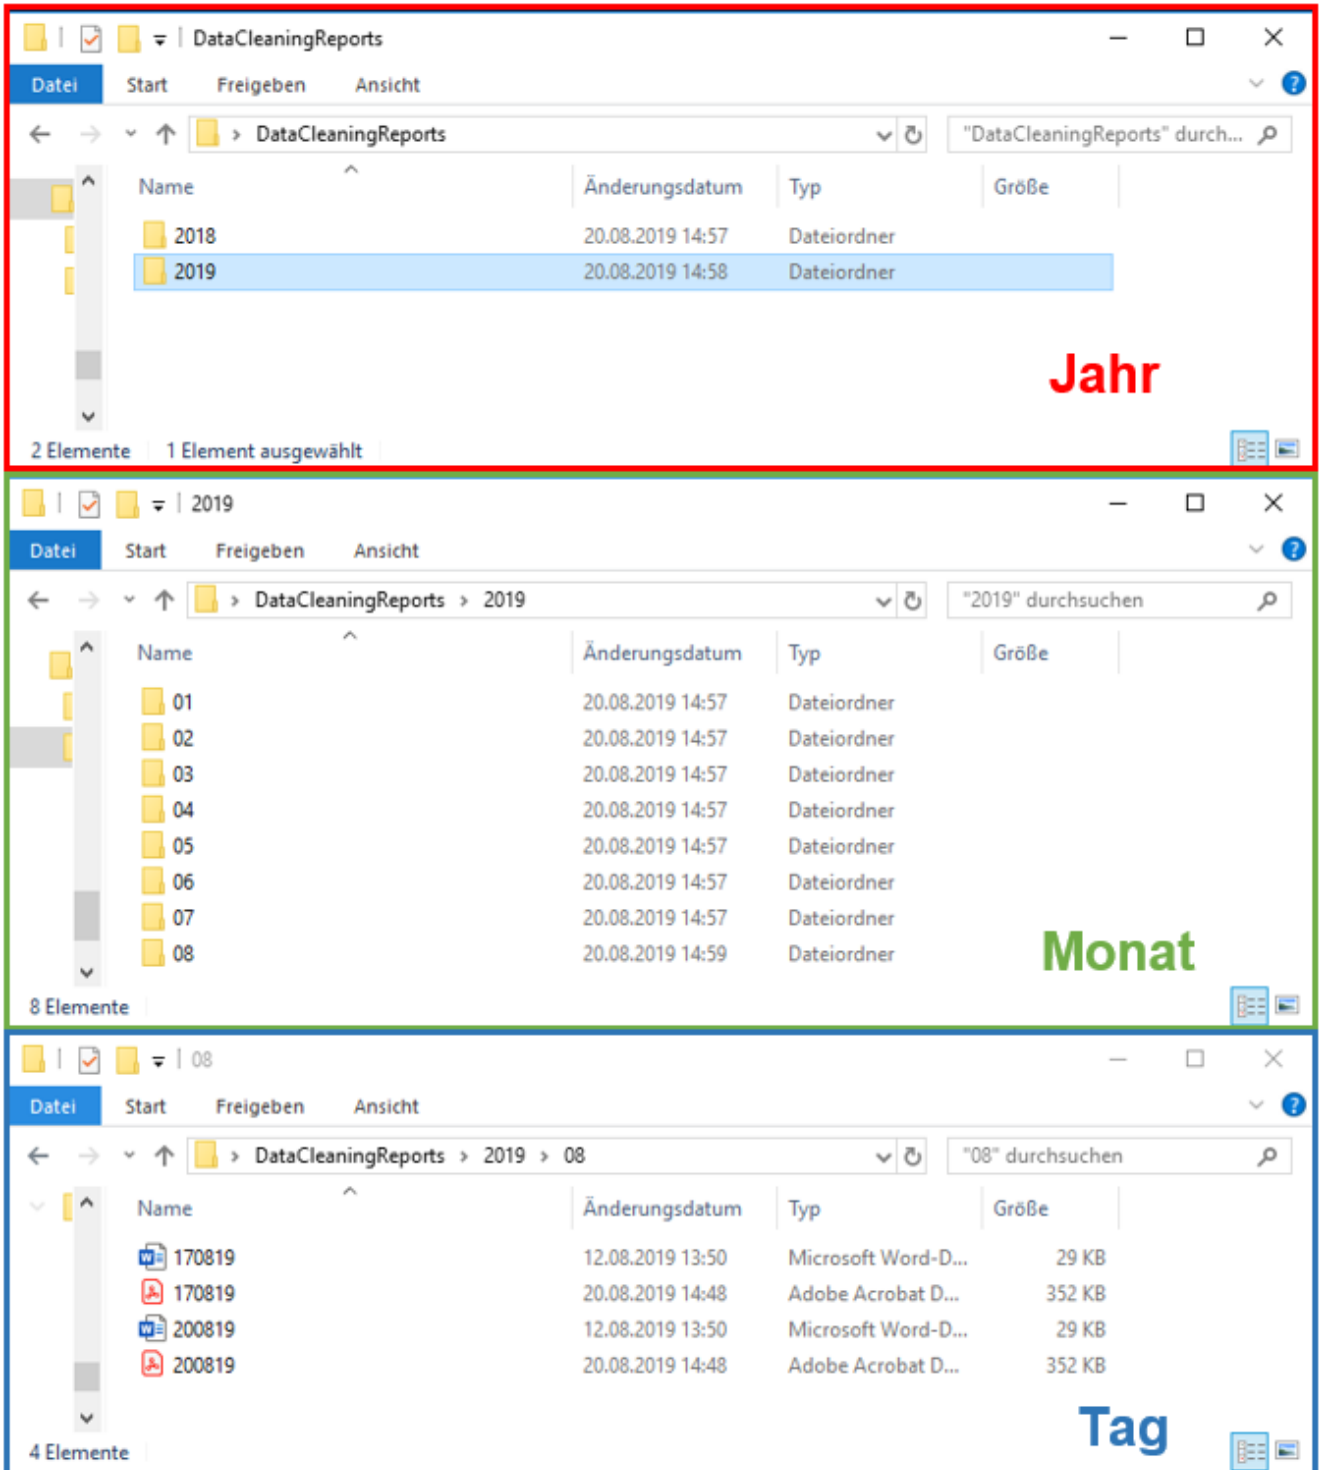 DataCleaningReports
Datei Start Freigeben Ansicht ?
> DataCleaningReports "DataCleaningReports" durch...
Name Änderungsdatum Typ Größe
2018 20.08.2019 14:57 Dateiordner
2019 20.08.2019 14:58 Dateiordner
Jahr
2 Elemente 1 Element ausgewählt
2019
Datei Start Freigeben Ansicht ?
> DataCleaningReports > 2019 "2019" durchsuchen
Name Änderungsdatum Typ Größe
01 20.08.2019 14:57 Dateiordner
02 20.08.2019 14:57 Dateiordner
03 20.08.2019 14:57 Dateiordner
04 20.08.2019 14:57 Dateiordner
05 20.08.2019 14:57 Dateiordner
06 20.08.2019 14:57 Dateiordner
07 20.08.2019 14:57 Dateiordner
08 20.08.2019 14:59 Dateiordner
Monat
8 Elemente
08
Datei Start Freigeben Ansicht ?
> DataCleaningReports > 2019 > 08 "08" durchsuchen
Name Änderungsdatum Typ Größe
170819 12.08.2019 13:50 Microsoft Word-D... 29 KB
170819 20.08.2019 14:48 Adobe Acrobat D... 352 KB
200819 12.08.2019 13:50 Microsoft Word-D... 29 KB
200819 20.08.2019 14:48 Adobe Acrobat D... 352 KB
Tag
4 Elemente